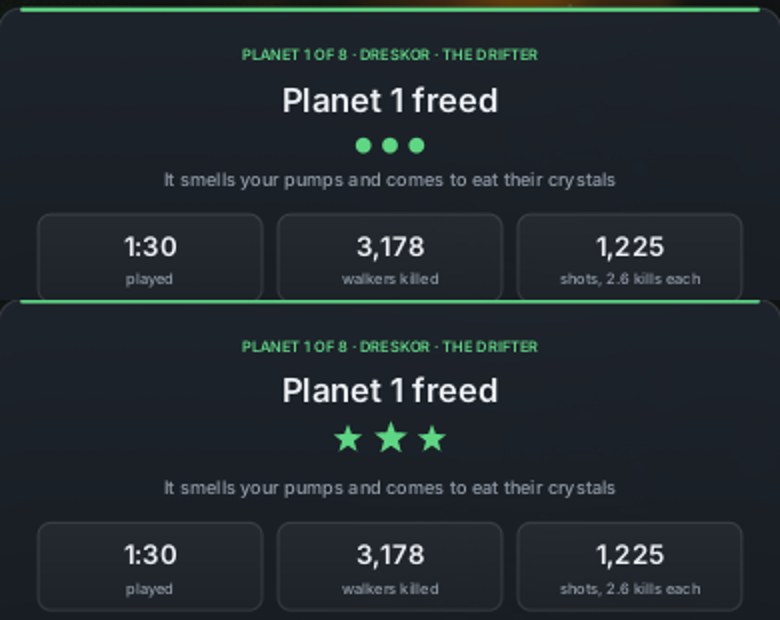 PLANET 1 OF 8 · DRESKOR · THE DRIFTER
Planet 1 freed
It smells your pumps and comes to eat their crystals
1:30
played
3,178
walkers killed
1,225
shots, 2.6 kills each
PLANET 1 OF 8 · DRESKOR · THE DRIFTER
Planet 1 freed
It smells your pumps and comes to eat their crystals
1:30
played
3,178
walkers killed
1,225
shots, 2.6 kills each